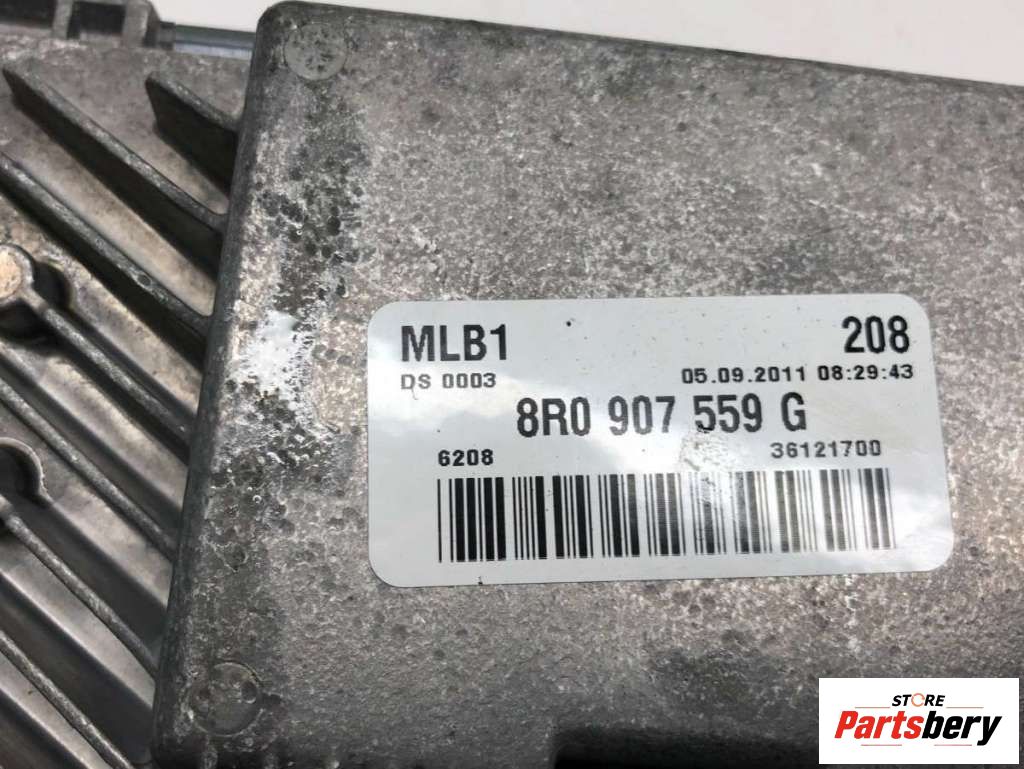 MLB1 208
DS 0003 05.09.2011 08:29:43
8R0 907 559 G
6208 36121700
STORE
Partsbery